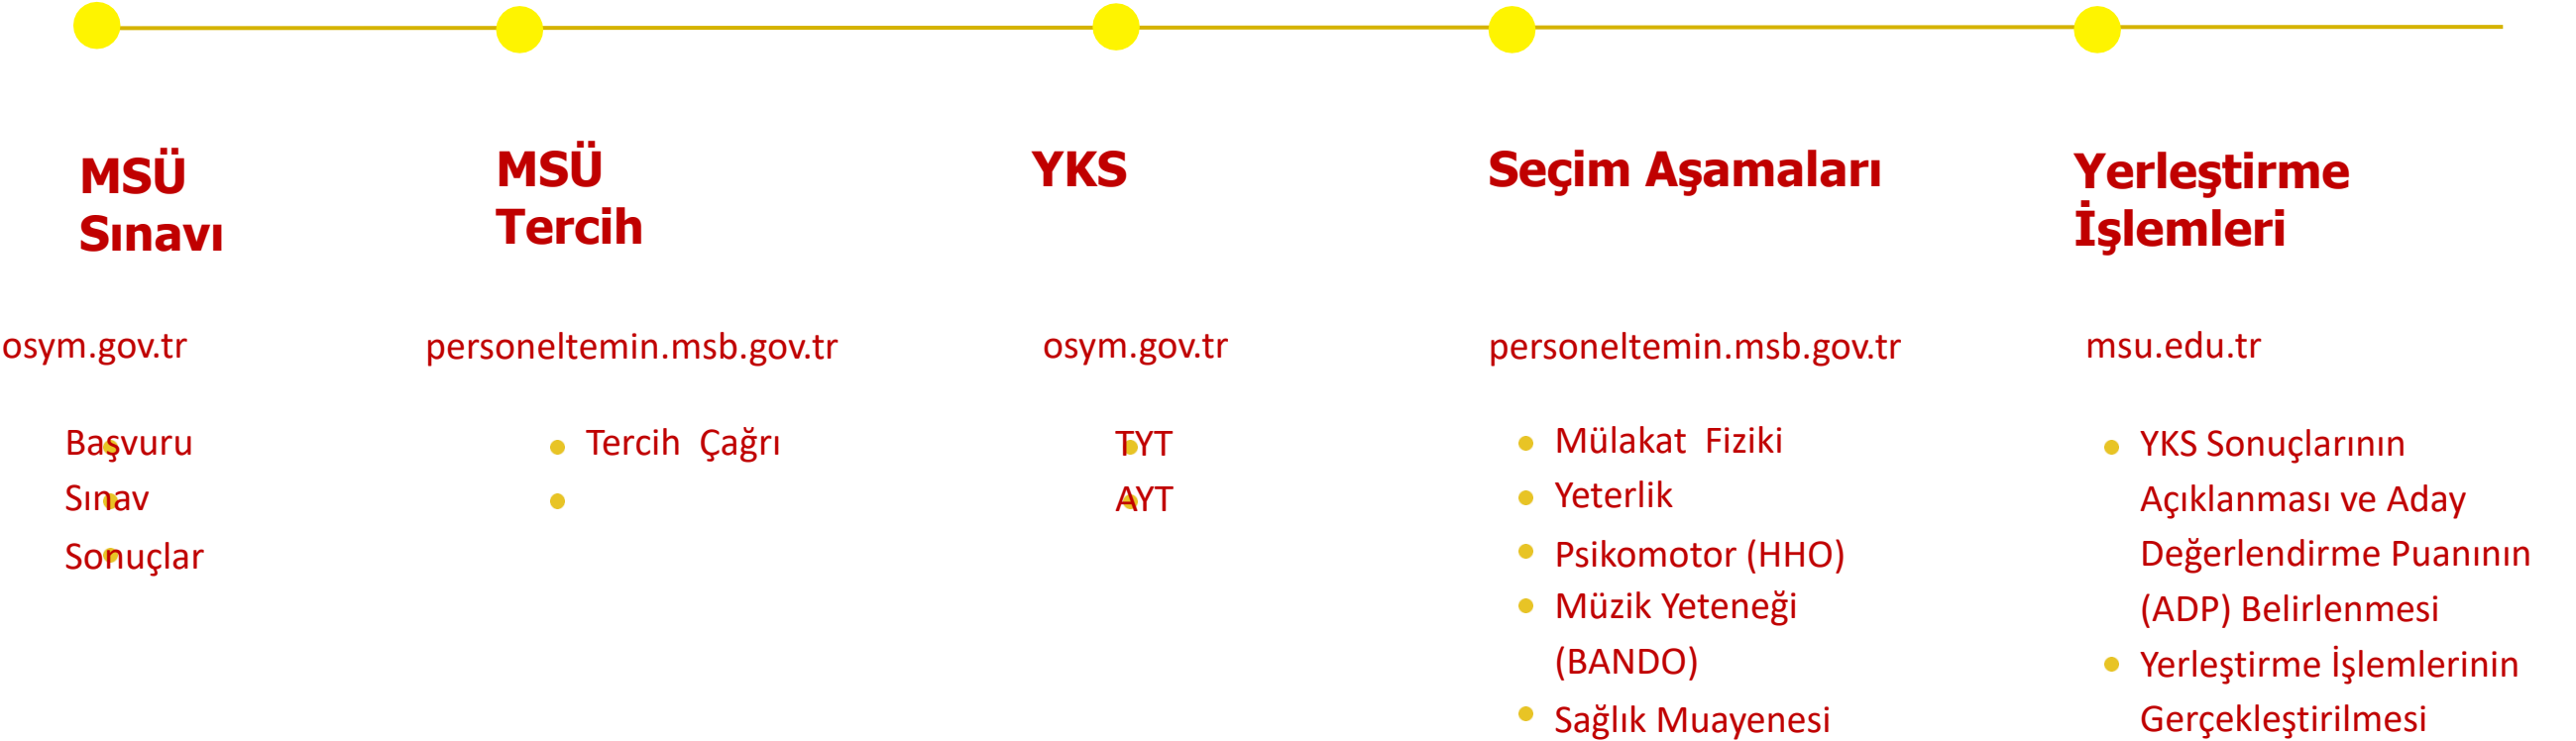 MSÜ
Sınavı
osym.gov.tr
Başvuru
Sınav
Sonuçlar
MSÜ
Tercih
personeltemin.msb.gov.tr
Tercih Çağrı
YKS
osym.gov.tr
TYT
AYT
Seçim Aşamaları
personeltemin.msb.gov.tr
Mülakat Fiziki
Yeterlik
Psikomotor (HHO)
Müzik Yeteneği
(BANDO)
Sağlık Muayenesi
Yerleştirme
İşlemleri
msu.edu.tr
YKS Sonuçlarının
Açıklanması ve Aday
Değerlendirme Puanının
(ADP) Belirlenmesi
Yerleştirme İşlemlerinin
Gerçekleştirilmesi